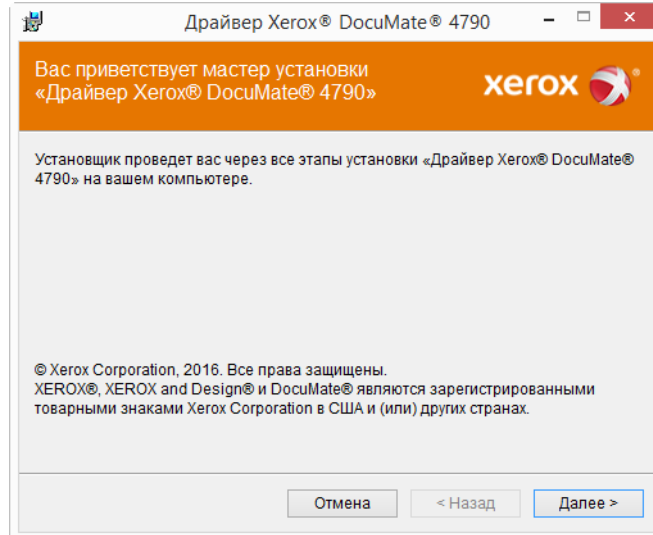 Драйвер Xerox® DocuMate® 4790
Вас приветствует мастер установки
«Драйвер Xerox® DocuMate® 4790»
xerox
Установщик проведет вас через все этапы установки «Драйвер Xerox® DocuMate®
4790» на вашем компьютере.
© Xerox Corporation, 2016. Все права защищены.
XEROX®, XEROX and Design® и DocuMate® являются зарегистрированными
товарными знаками Xerox Corporation в США и (или) других странах.
Отмена < Назад Далее >